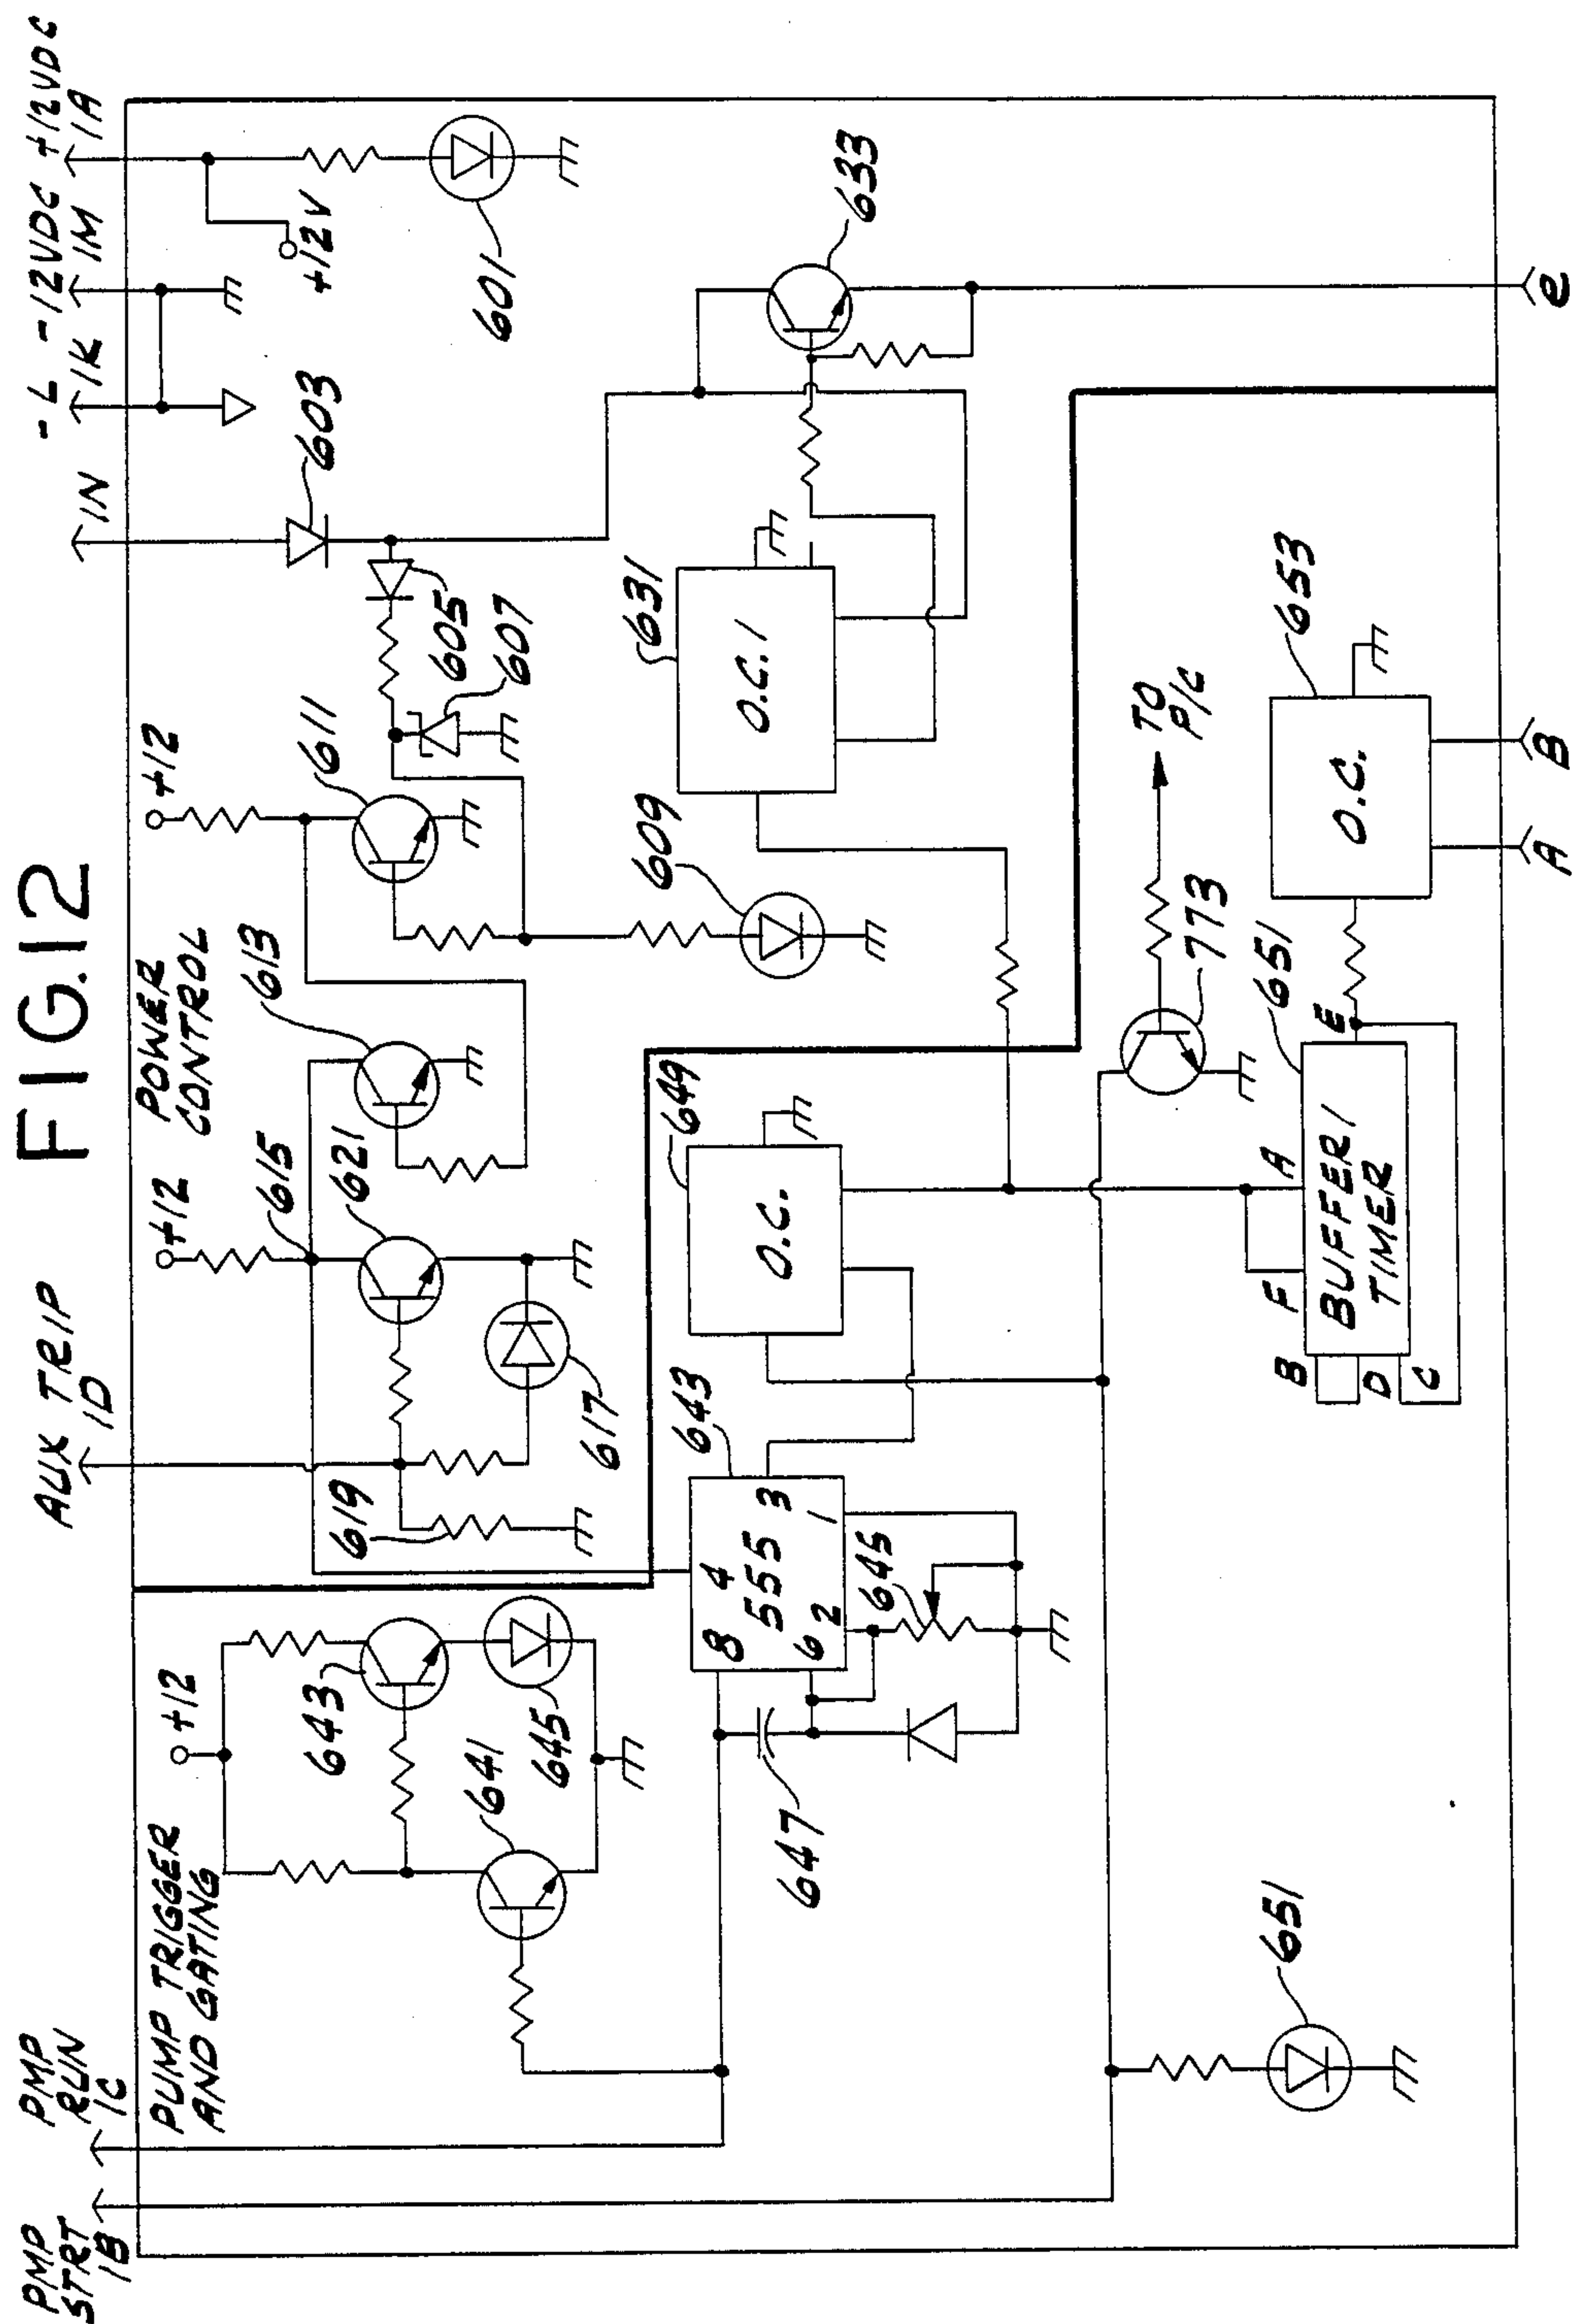 FIG.12
PMP
STRT
1B
PMP
RUN
1C
AUX TRIP
1D
1N
-L
1K
-12VDC
1M
+12VDC
1A
PUMP TRIGGER
AND GATING
+12
643
641
645
+12
615
621
619
617
POWER
CONTROL
613
+12
611
603
605
607
609
+12V
601
631
O.C.1
633
643
8 4
555 3
6 2 1
645
647
649
O.C.
TO
P/C
773
651
BUFFER/
TIMER
A
F
B
D
C
E
653
O.C.
651
A
B
e